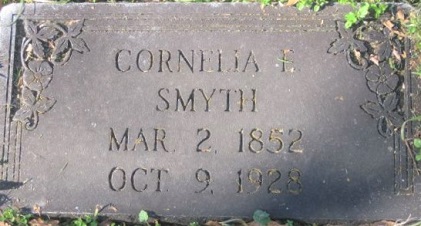 CORNELIA F.
SMYTH
MAR. 2, 1852
OCT. 9, 1928